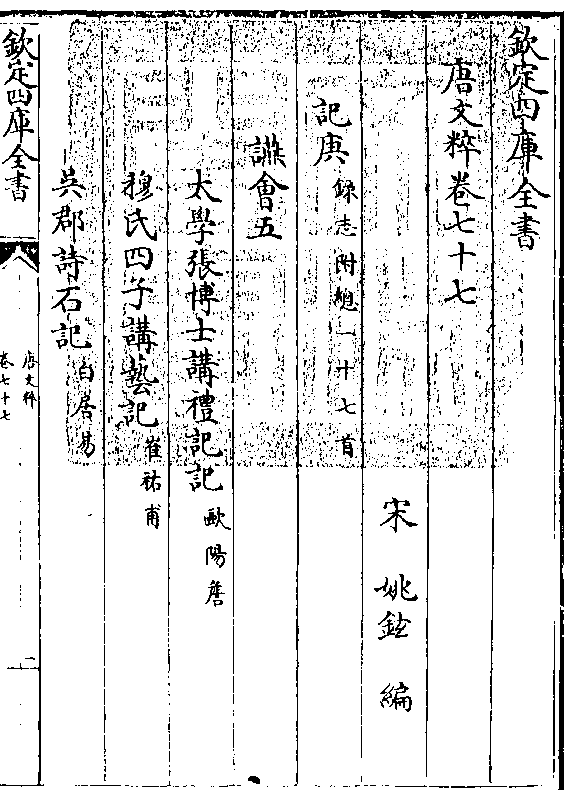 欽定四庫全書
唐文粹卷七十七
宋 姚鉉 編
記庚 錄志附總一十七首
讌會五
太學張博士講禮記記 歐陽詹
穆氏四子講藝記 崔祐甫
吳郡詩石記 白居易
欽定四庫全書
唐文粹
卷七十七
一